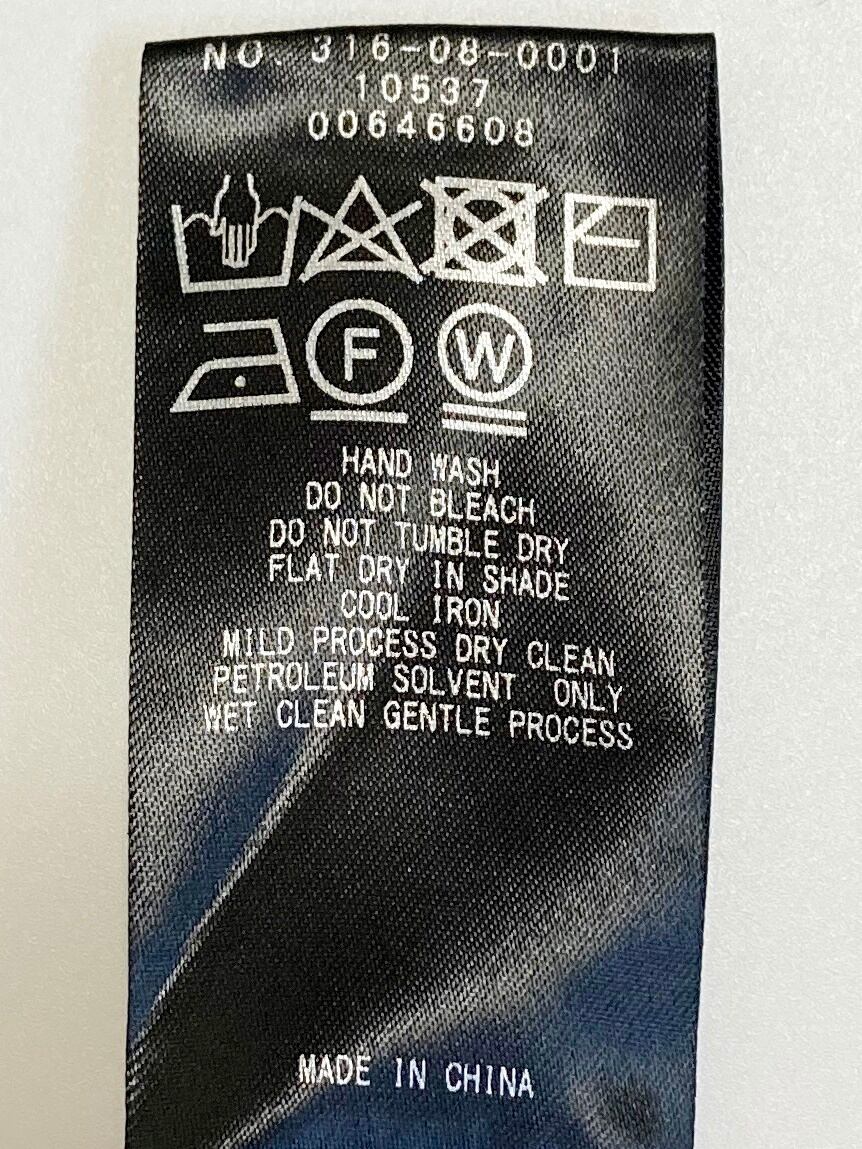 NO. 316-08-0001
10537
00646608
F W
HAND WASH
DO NOT BLEACH
DO NOT TUMBLE DRY
FLAT DRY IN SHADE
COOL IRON
MILD PROCESS DRY CLEAN
PETROLEUM SOLVENT ONLY
WET CLEAN GENTLE PROCESS
MADE IN CHINA